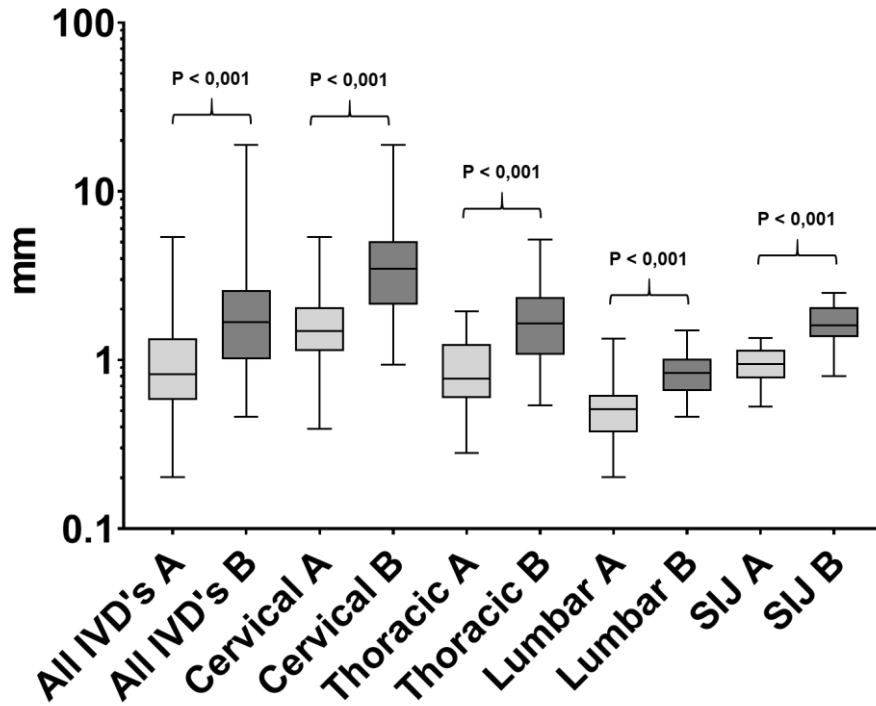 100
P < 0,001
P < 0,001
P < 0,001
10
P < 0,001
P < 0,001
mm
1
0.1
All IVD's A
All IVD's B
Cervical A
Cervical B
Thoracic A
Thoracic B
Lumbar A
Lumbar B
SIJ A
SIJ B